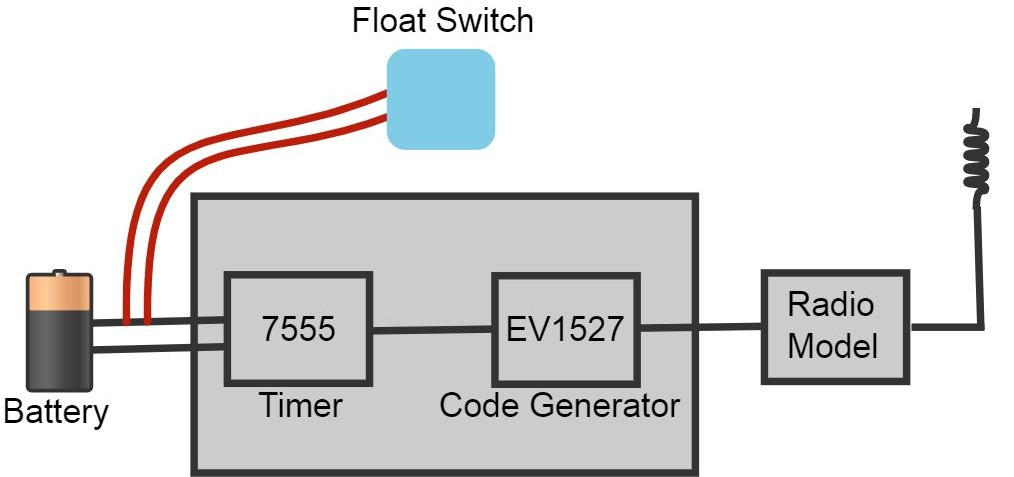 Float Switch
7555
EV1527
Radio
Model
Battery
Timer
Code Generator